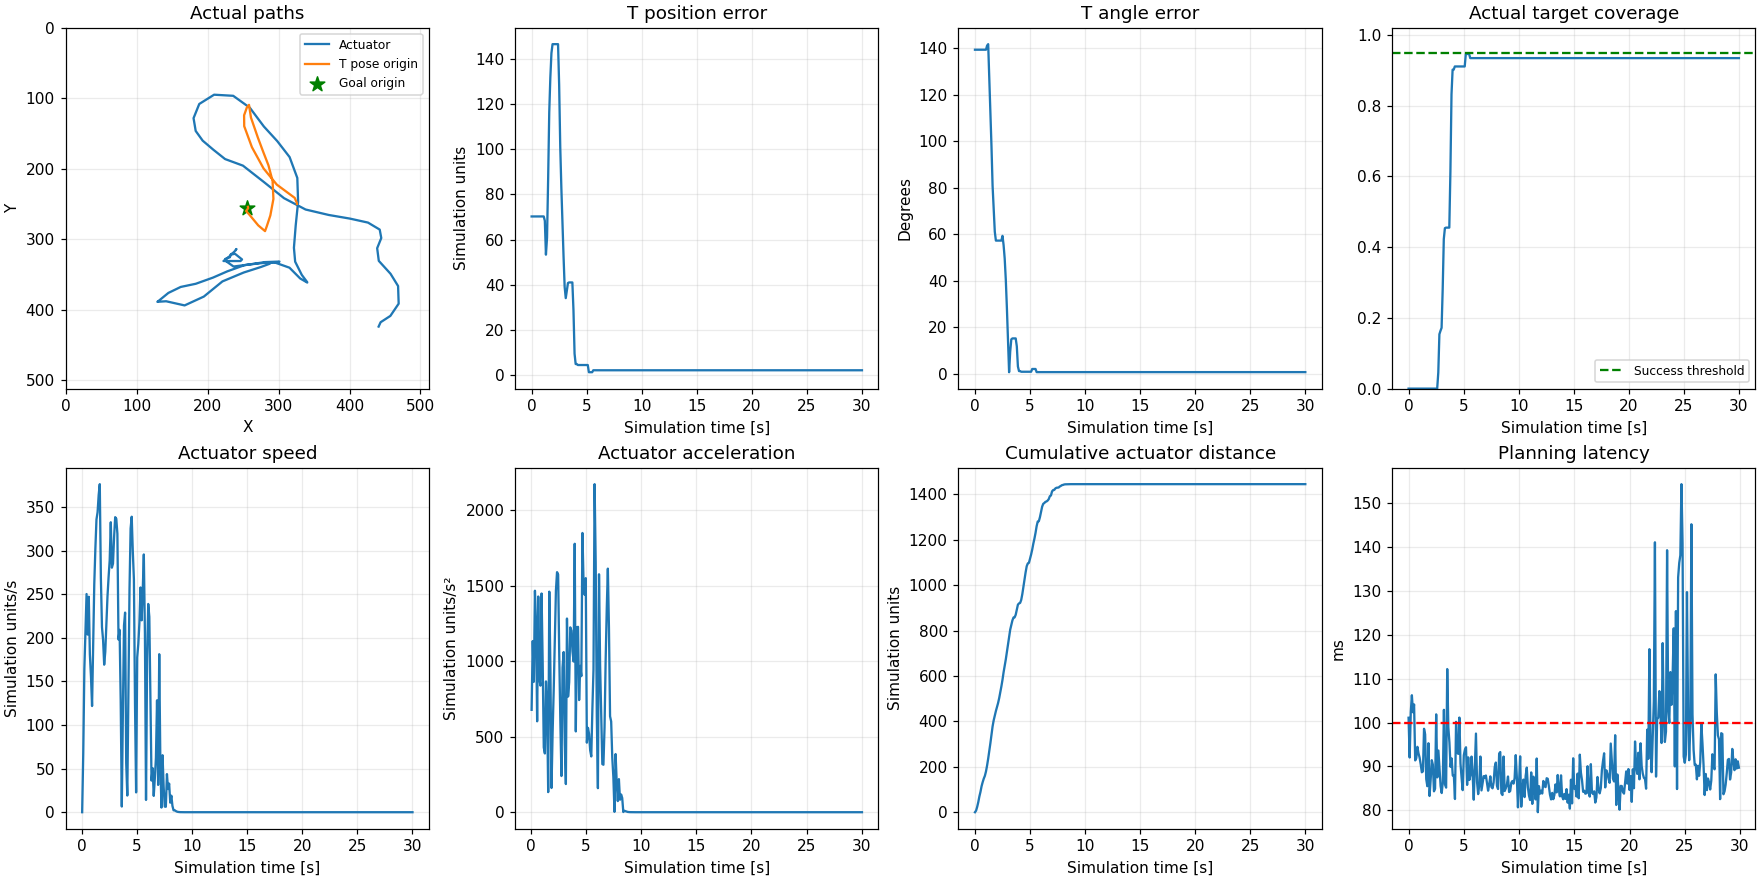 Actual paths
0
100
200
300
400
500
Y
0 100 200 300 400 500
X
Actuator
T pose origin
Goal origin
T position error
140
120
100
80
60
40
20
0
Simulation units
0 5 10 15 20 25 30
Simulation time [s]
T angle error
140
120
100
80
60
40
20
0
Degrees
0 5 10 15 20 25 30
Simulation time [s]
Actual target coverage
1.0
0.8
0.6
0.4
0.2
0.0
Success threshold
0 5 10 15 20 25 30
Simulation time [s]
Actuator speed
350
300
250
200
150
100
50
0
Simulation units/s
0 5 10 15 20 25 30
Simulation time [s]
Actuator acceleration
2000
1500
1000
500
0
Simulation units/s²
0 5 10 15 20 25 30
Simulation time [s]
Cumulative actuator distance
1400
1200
1000
800
600
400
200
0
Simulation units
0 5 10 15 20 25 30
Simulation time [s]
Planning latency
150
140
130
120
110
100
90
80
ms
0 5 10 15 20 25 30
Simulation time [s]